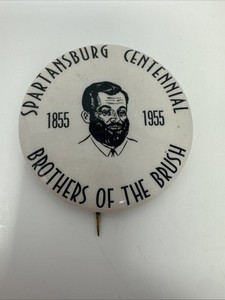 SPARTANSBURG CENTENNIAL
1855 1955
BROTHERS OF THE BRUSH